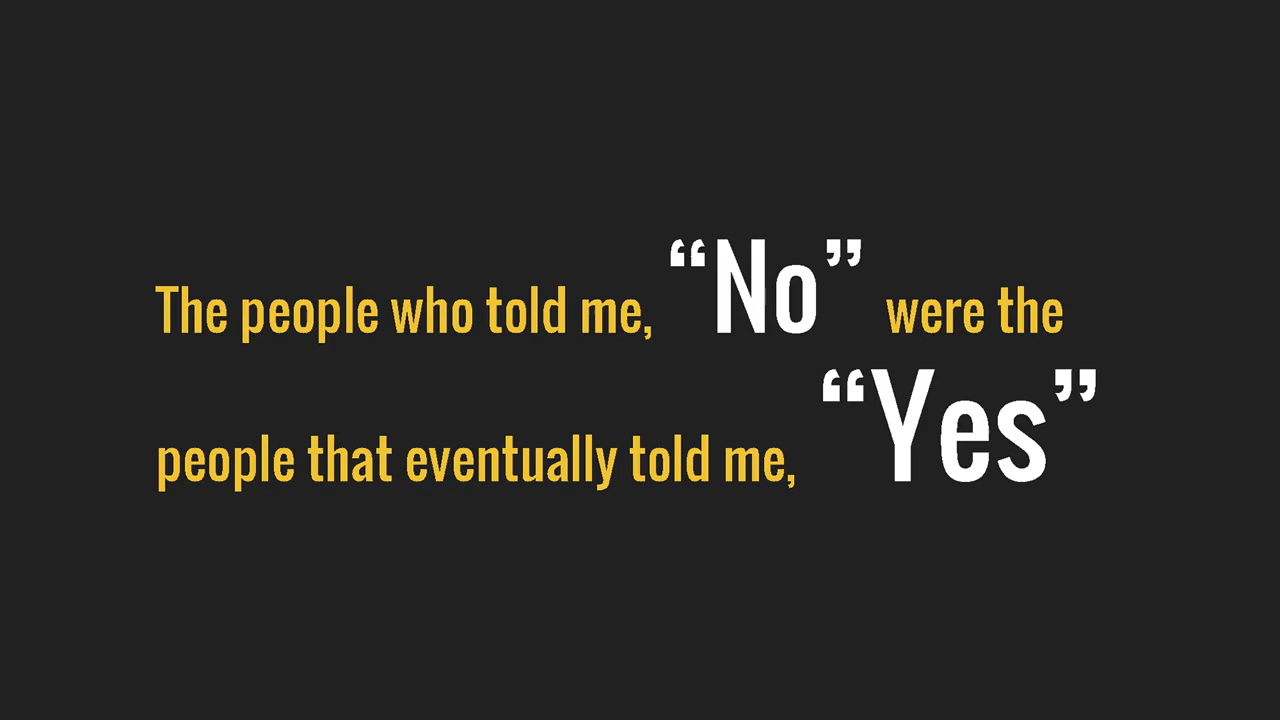 The people who told me, “No” were the
people that eventually told me, “Yes”